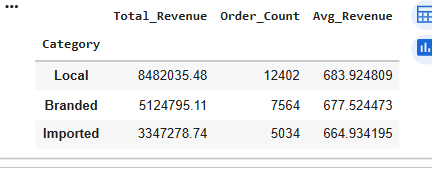 Total_Revenue Order_Count Avg_Revenue
Category
Local 8482035.48 12402 683.924809
Branded 5124795.11 7564 677.524473
Imported 3347278.74 5034 664.934195